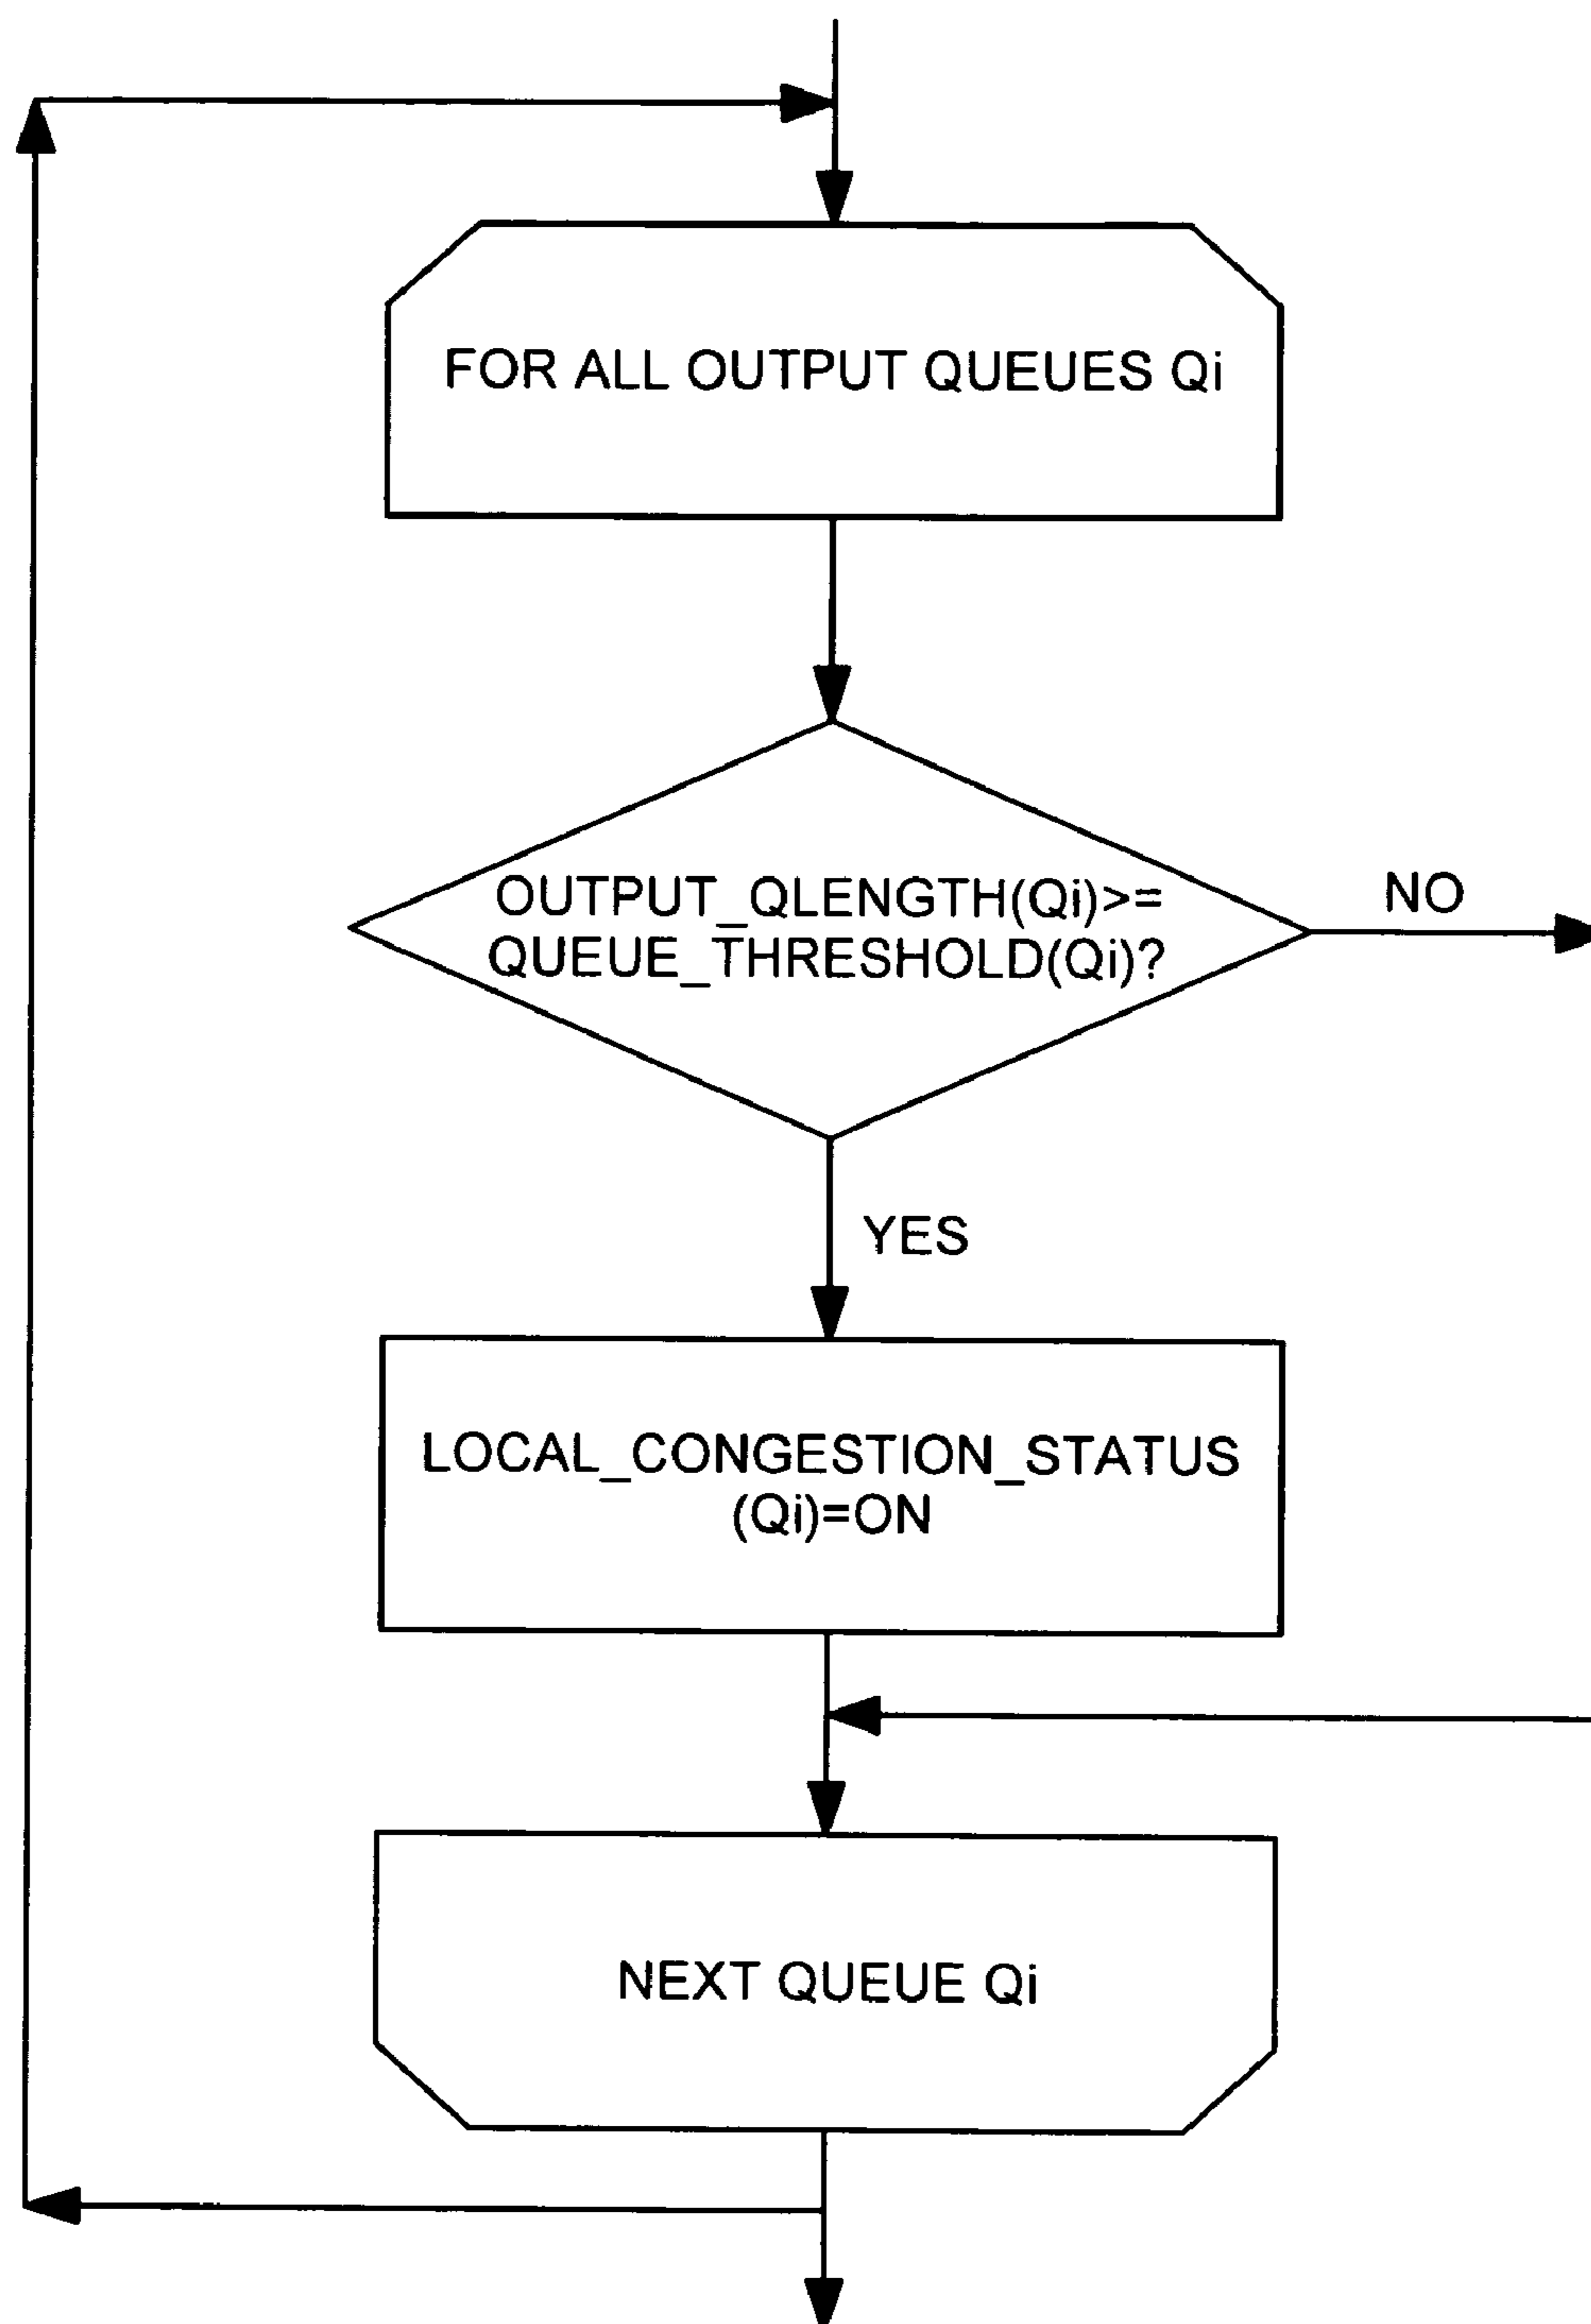 FOR ALL OUTPUT QUEUES Qi
OUTPUT_QLENGTH(Qi)>=
QUEUE_THRESHOLD(Qi)?
NO
YES
LOCAL_CONGESTION_STATUS
(Qi)=ON
NEXT QUEUE Qi